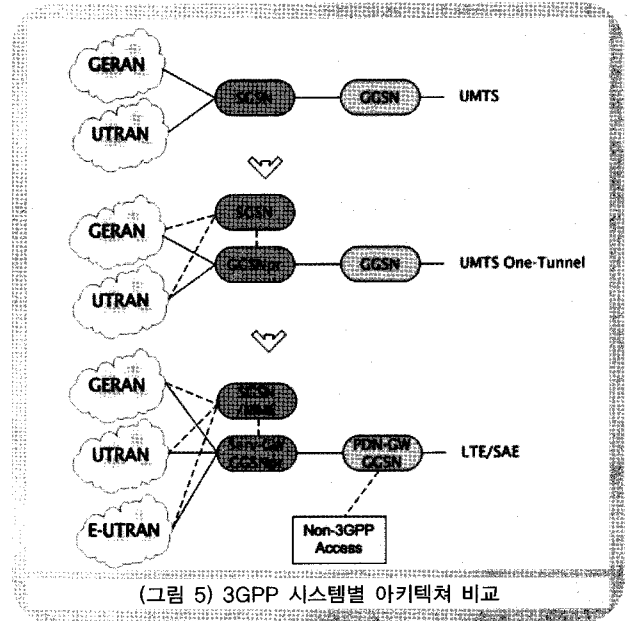 GERAN
SGSN
GGSN
UMTS
UTRAN
SGSN
GERAN
GGSN
UMTS One-Tunnel
UTRAN
GERAN
SGSN
UTRAN
PDN-GW
GGSN
LTE/SAE
E-UTRAN
Non-3GPP
Access
(그림 5) 3GPP 시스템별 아키텍쳐 비교